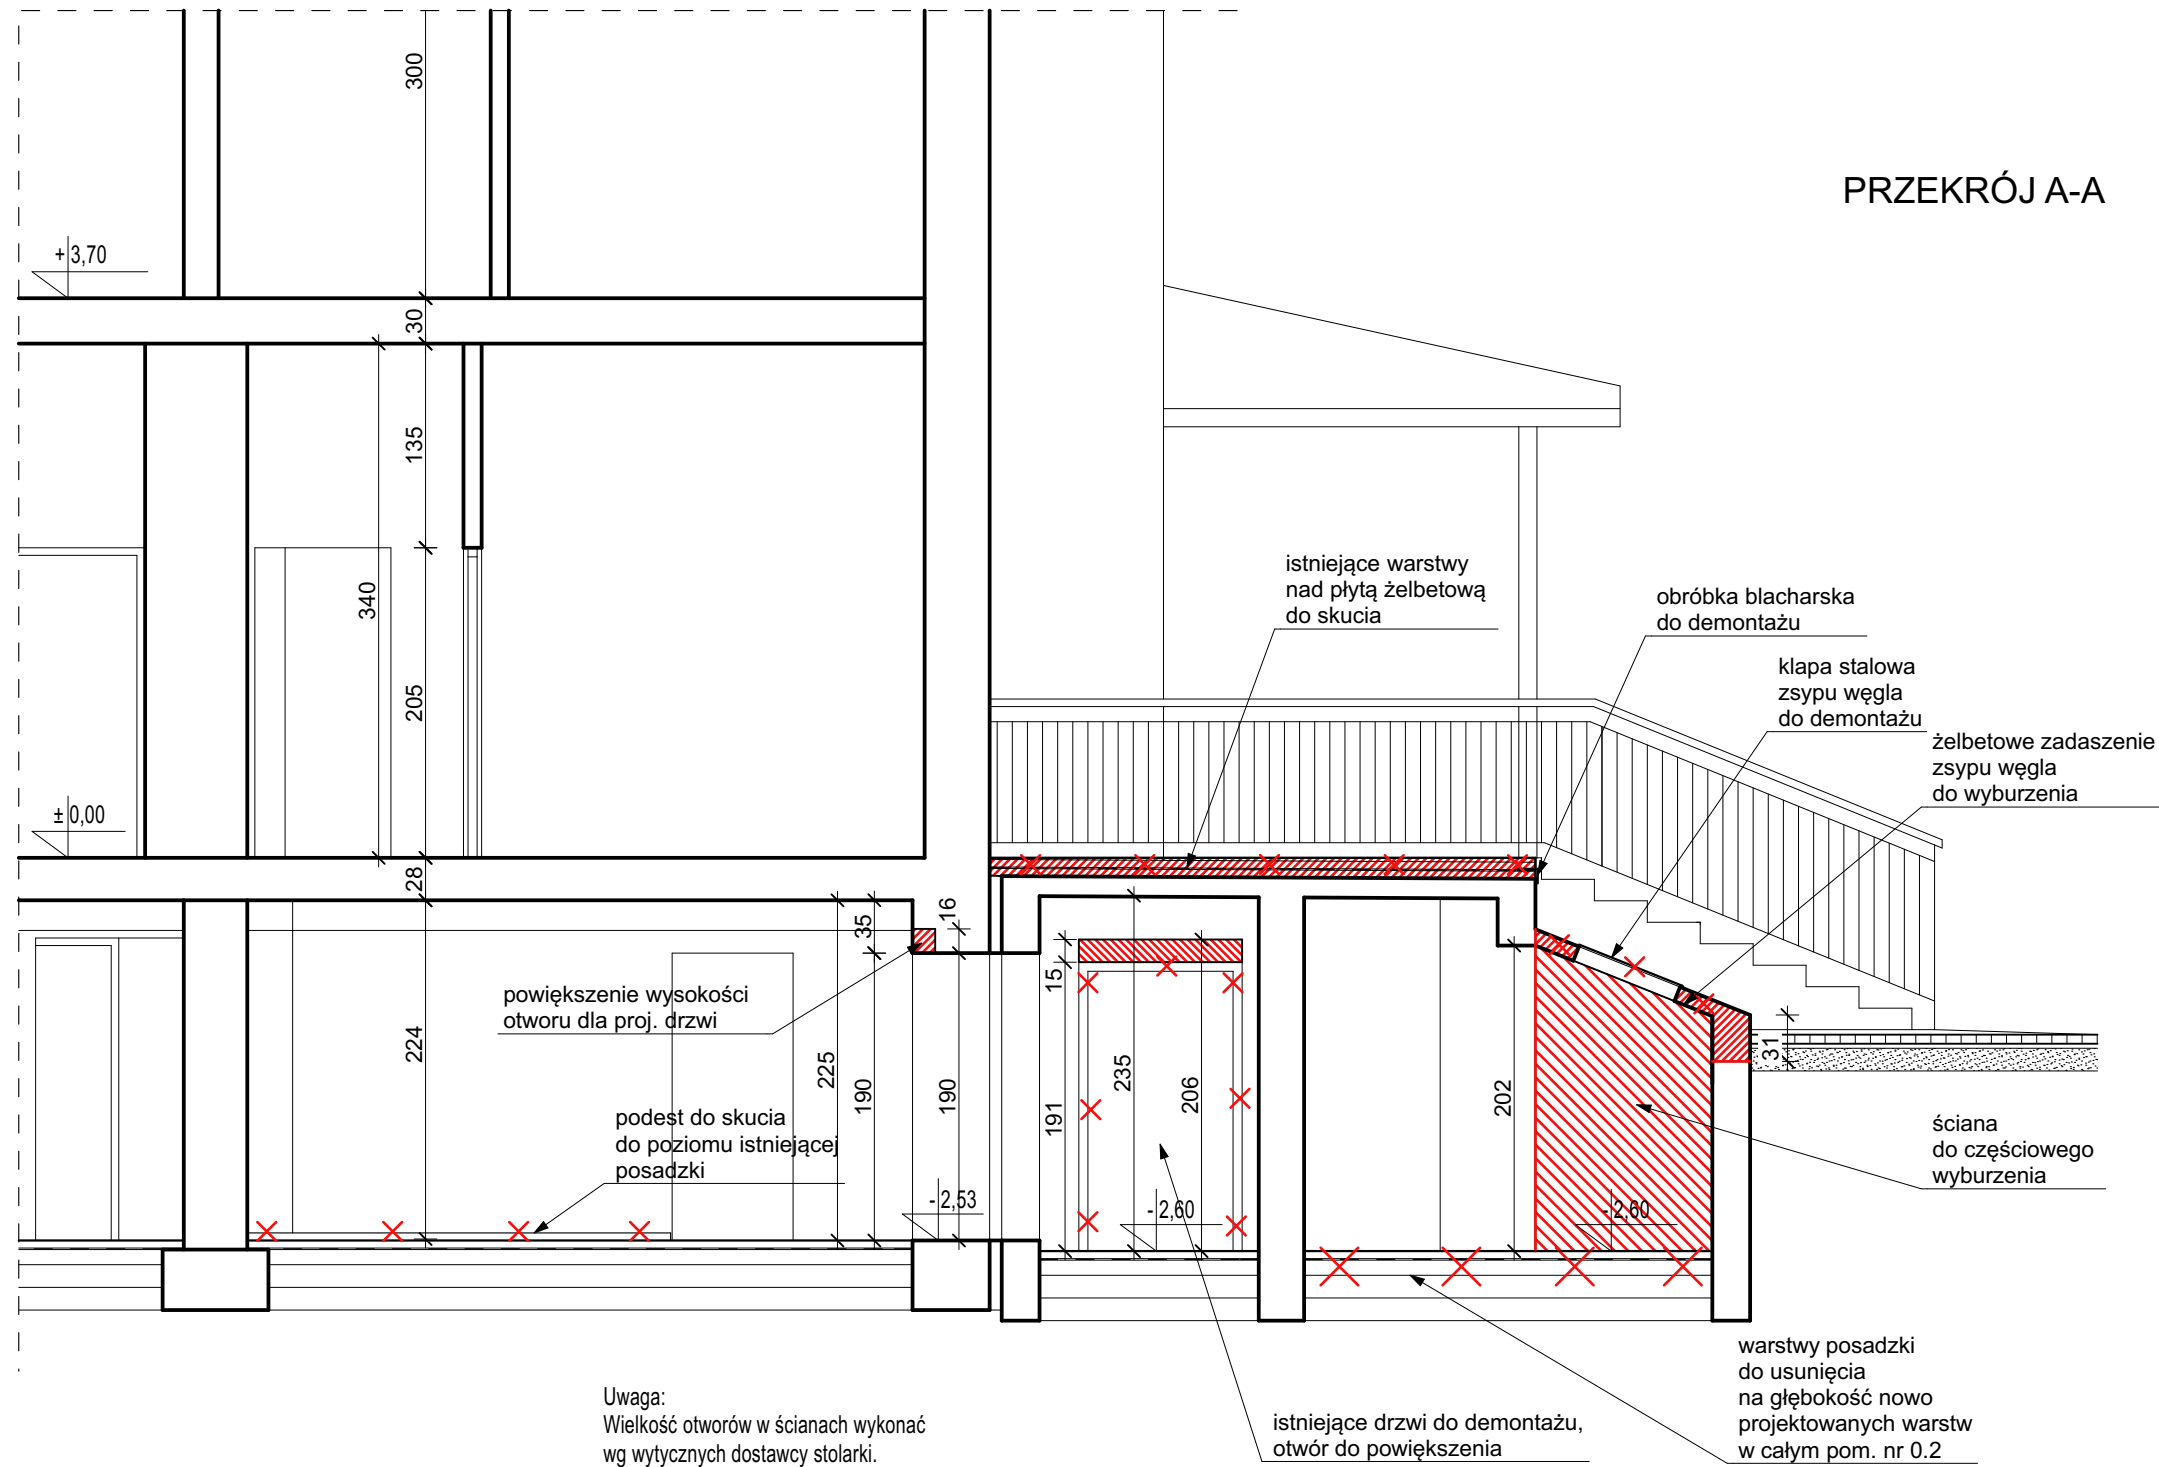 PRZEKRÓJ A-A
300
+3,70
30
135
340
205
±0,00
28
istniejące warstwy
nad płytą żelbetową
do skucia
obróbka blacharska
do demontażu
klapa stalowa
zsypu węgla
do demontażu
żelbetowe zadaszenie
zsypu węgla
do wyburzenia
35
16
powiększenie wysokości
otworu dla proj. drzwi
224
225
190
190
15
191
235
206
202
31
podest do skucia
do poziomu istniejącej
posadzki
-2,53
-2,60
-2,60
ściana
do częściowego
wyburzenia
warstwy posadzki
do usunięcia
na głębokość nowo
projektowanych warstw
w całym pom. nr 0.2
istniejące drzwi do demontażu,
otwór do powiększenia
Uwaga:
Wielkość otworów w ścianach wykonać
wg wytycznych dostawcy stolarki.